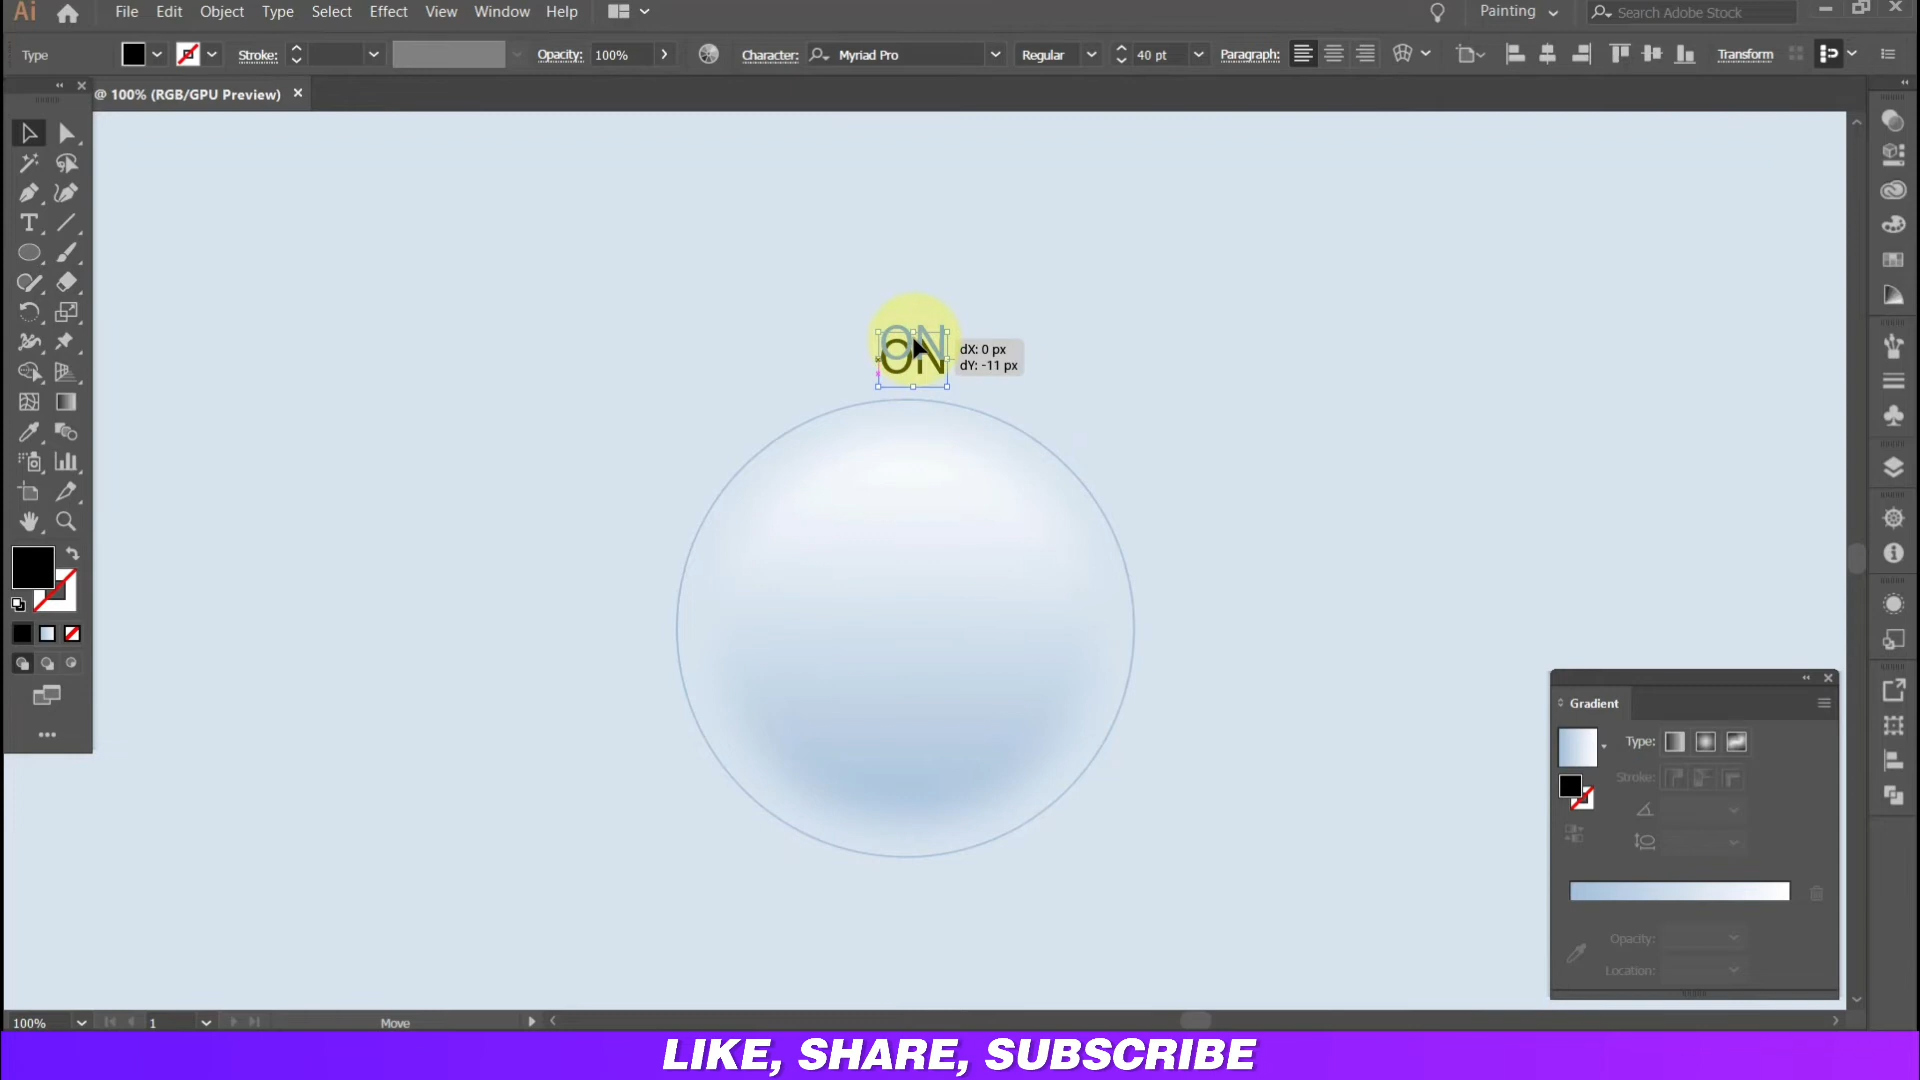 Ai File Edit Object Type Select Effect View Window Help Painting Search Adobe Stock
Type Stroke: Opacity: 100% Character: Myriad Pro Regular 40 pt Paragraph: Transform
@ 100% (RGB/GPU Preview)
ON
ON
dX: 0 px
dY: -11 px
Gradient
Type:
Stroke:
Opacity:
Location:
100% 1 Move
LIKE, SHARE, SUBSCRIBE